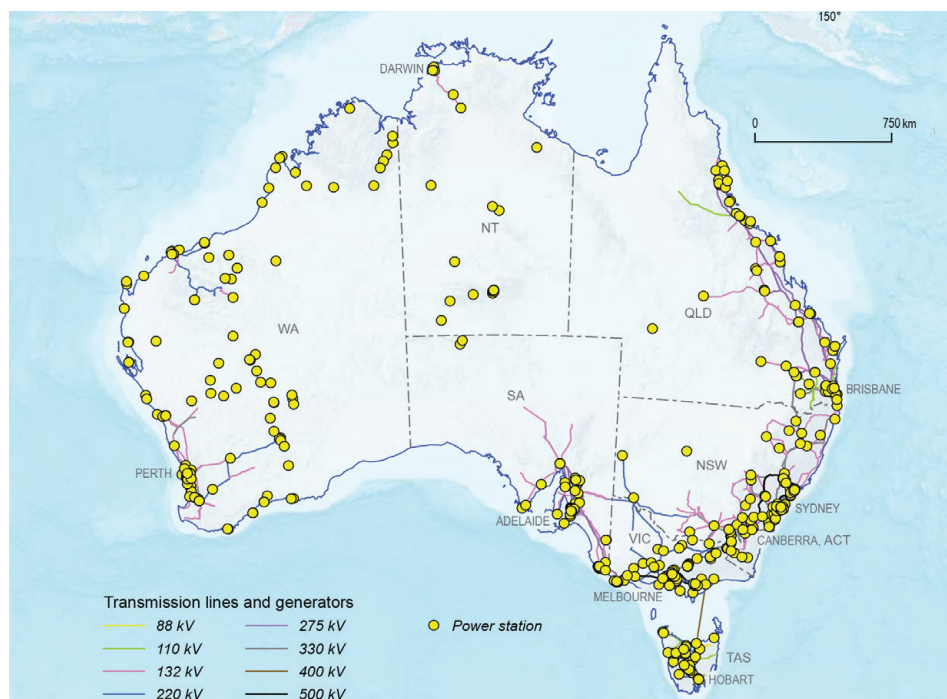 150°
DARWIN
0 750 km
NT
WA
QLD
SA
BRISBANE
PERTH
NSW
SYDNEY
ADELAIDE
VIC
CANBERRA, ACT
MELBOURNE
Transmission lines and generators
88 kV 275 kV Power station
110 kV 330 kV
132 kV 400 kV
220 kV 500 kV
TAS
HOBART